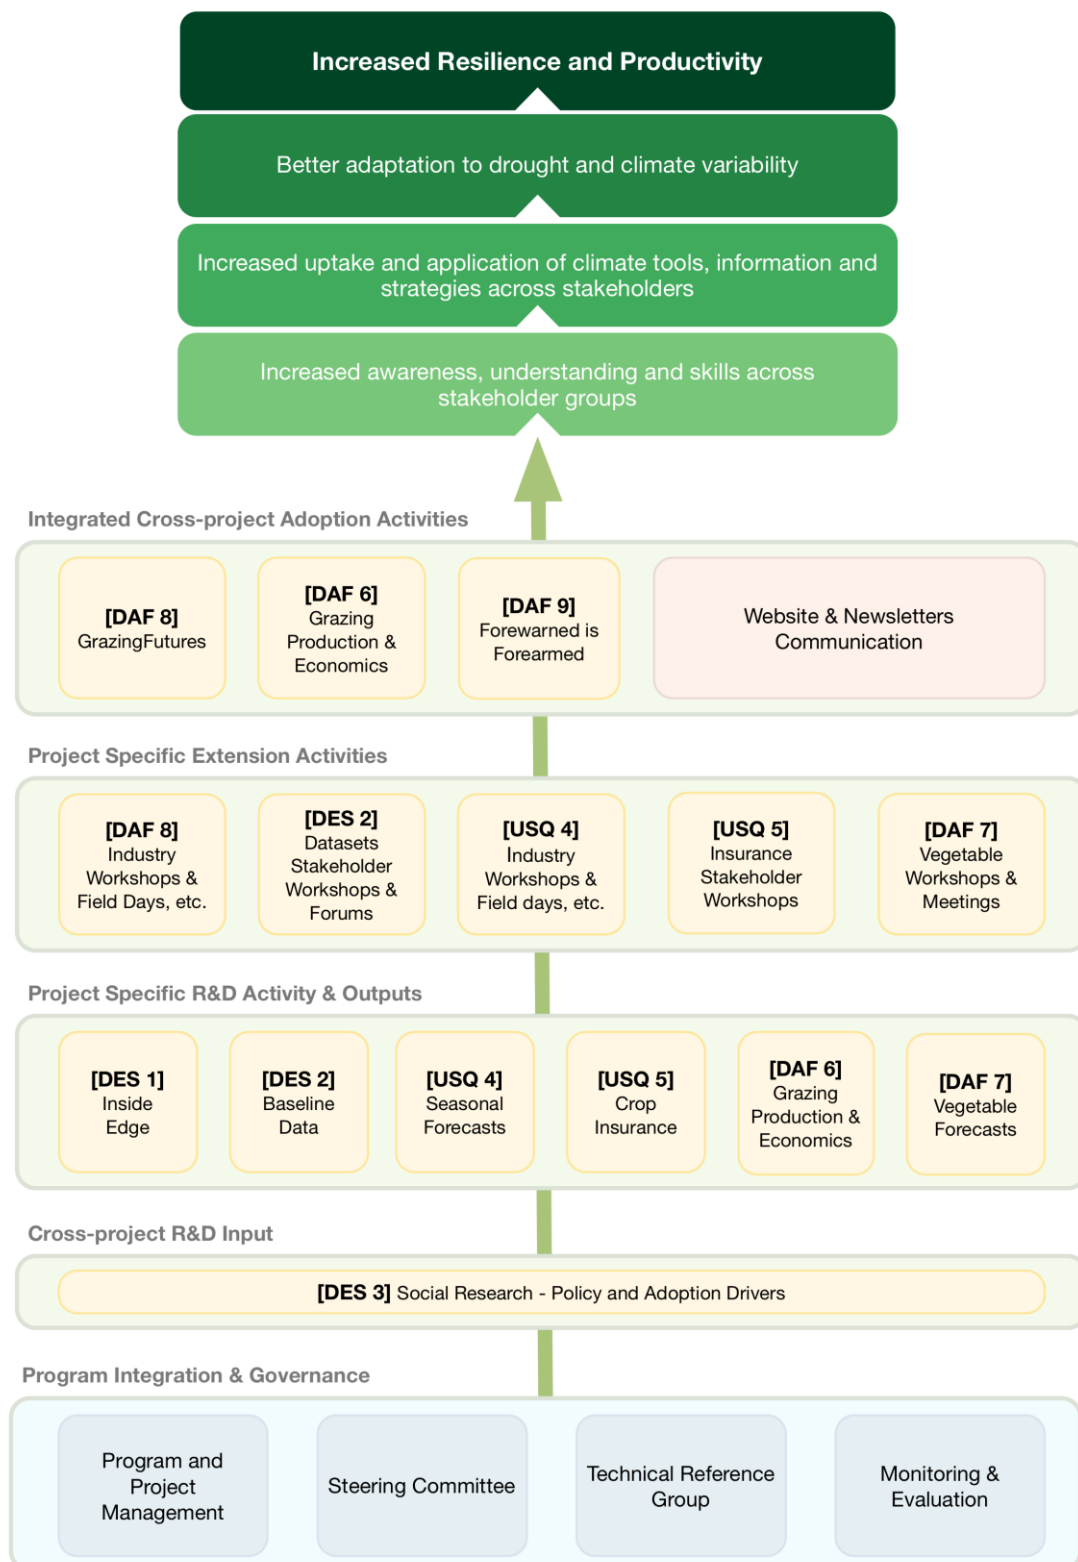 Increased Resilience and Productivity
Better adaptation to drought and climate variability
Increased uptake and application of climate tools, information and
strategies across stakeholders
Increased awareness, understanding and skills across
stakeholder groups
Integrated Cross-project Adoption Activities
[DAF 8]
GrazingFutures
[DAF 6]
Grazing
Production &
Economics
[DAF 9]
Forewarned is
Forearmed
Website & Newsletters
Communication
Project Specific Extension Activities
[DAF 8]
Industry
Workshops &
Field Days, etc.
[DES 2]
Datasets
Stakeholder
Workshops &
Forums
[USQ 4]
Industry
Workshops &
Field days, etc.
[USQ 5]
Insurance
Stakeholder
Workshops
[DAF 7]
Vegetable
Workshops &
Meetings
Project Specific R&D Activity & Outputs
[DES 1]
Inside
Edge
[DES 2]
Baseline
Data
[USQ 4]
Seasonal
Forecasts
[USQ 5]
Crop
Insurance
[DAF 6]
Grazing
Production &
Economics
[DAF 7]
Vegetable
Forecasts
Cross-project R&D Input
[DES 3] Social Research - Policy and Adoption Drivers
Program Integration & Governance
Program and
Project
Management
Steering Committee
Technical Reference
Group
Monitoring &
Evaluation